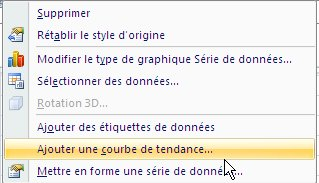 Supprimer
Rétablir le style d'origine
Modifier le type de graphique Série de données...
Sélectionner des données...
Rotation 3D...
Ajouter des étiquettes de données
Ajouter une courbe de tendance...
Mettre en forme une série de données...